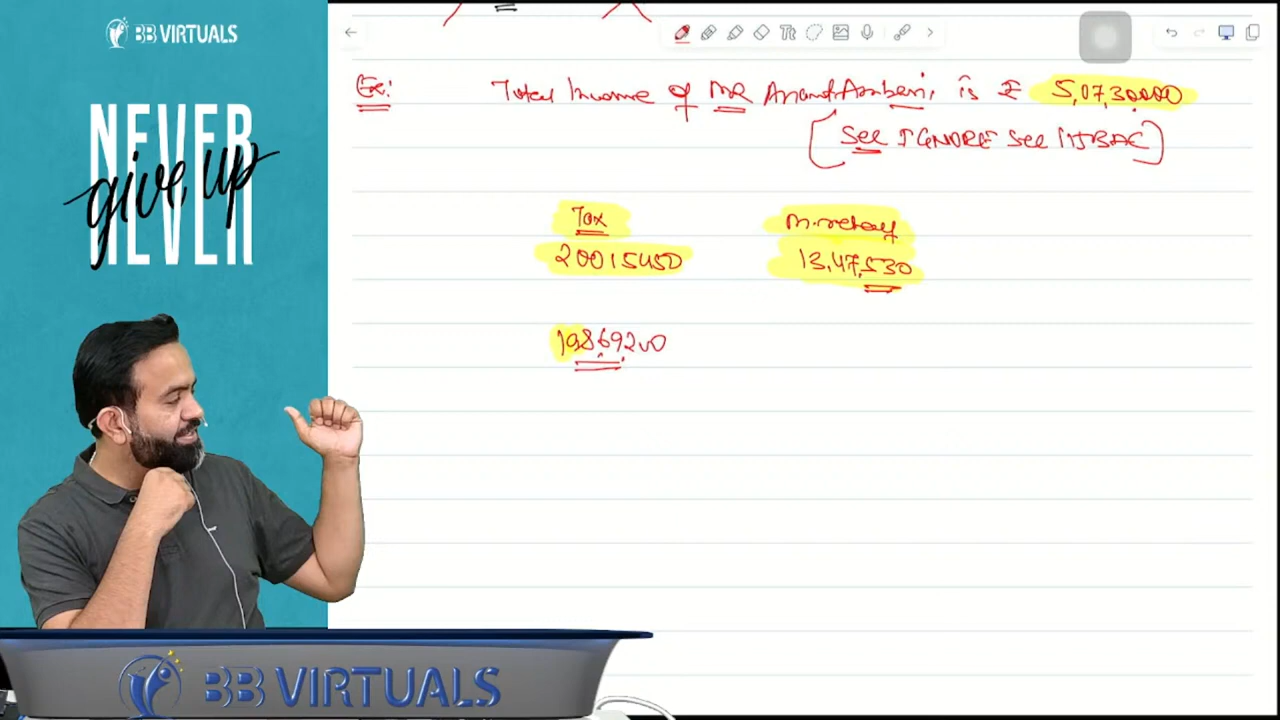 BB VIRTUALS
NEVER
give up
NEVER
Ex: Total Income of MR Anand Ambani is ₹ 5,07,30000
(See IGNORE See 115BAC)
Tax
20015450
13,47,530
19869200
BB VIRTUALS